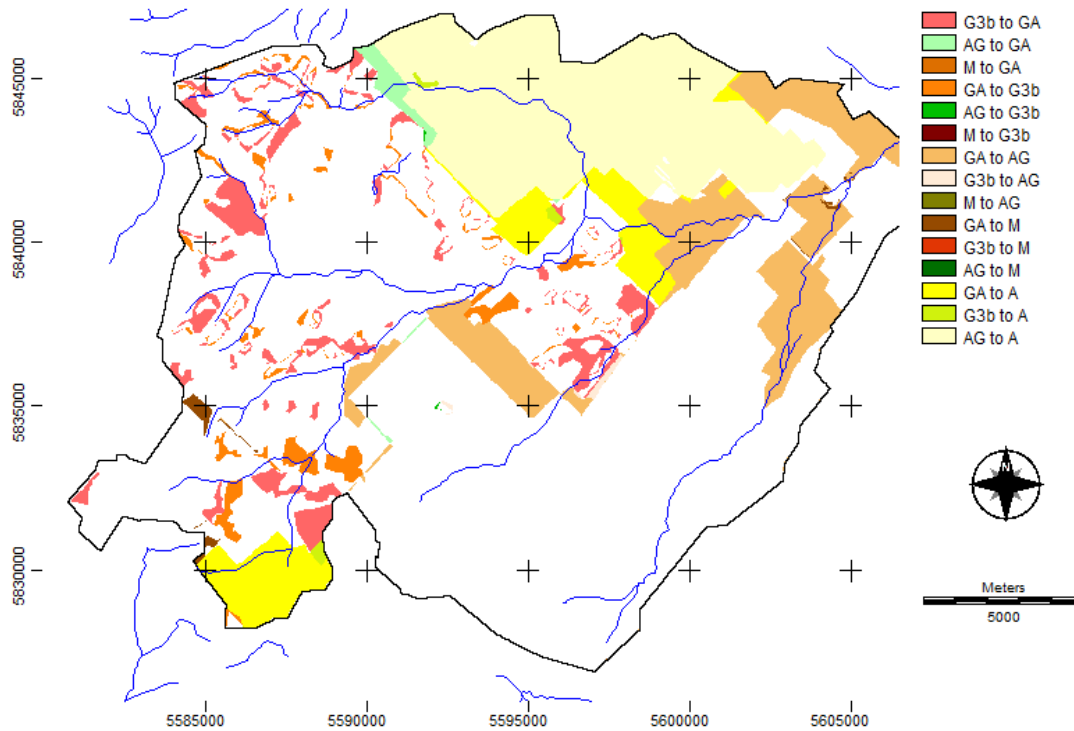 G3b to GA
AG to GA
M to GA
GA to G3b
AG to G3b
M to G3b
GA to AG
G3b to AG
M to AG
GA to M
G3b to M
AG to M
GA to A
G3b to A
AG to A
5845000
5840000
5835000
5830000
N
Meters
5000
5585000 5590000 5595000 5600000 5605000